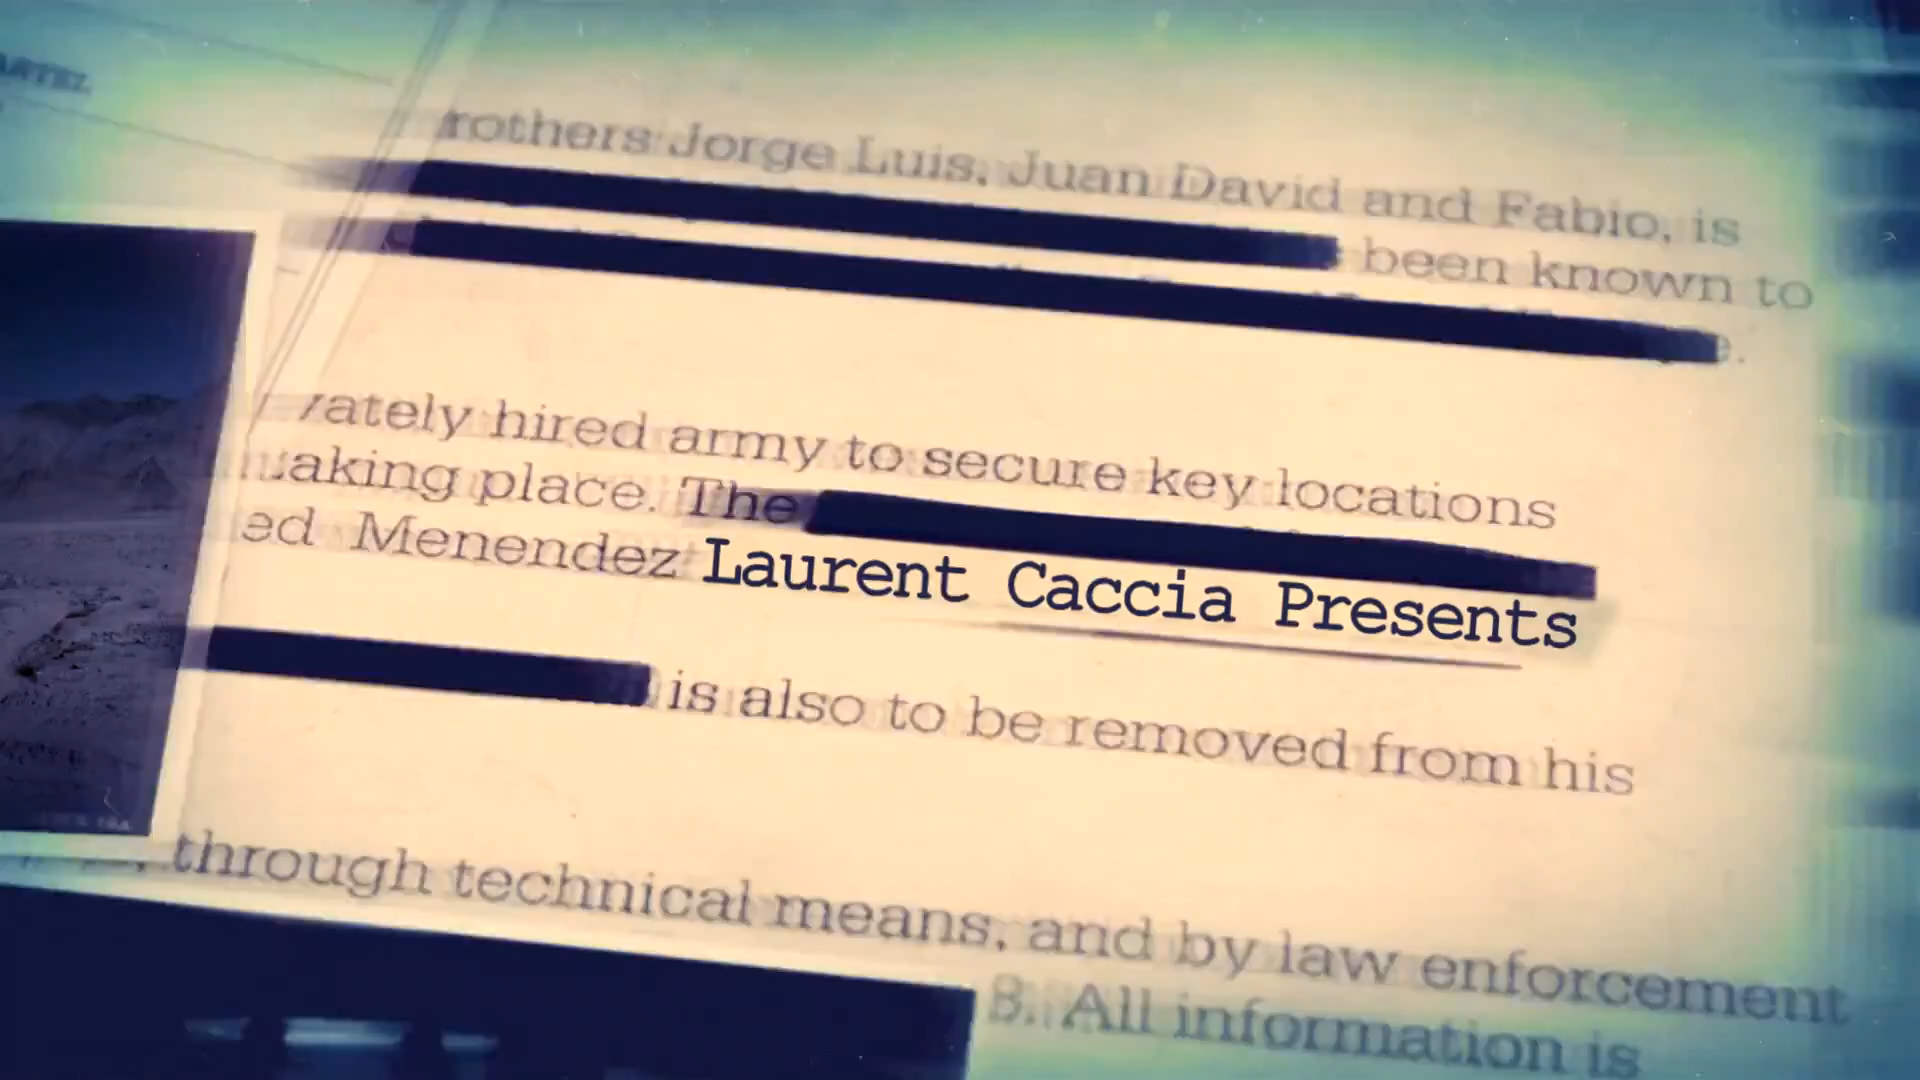 ARTEL
rothers Jorge Luis, Juan David and Fabio, is
been known to
rately hired army to secure key locations
aking place. The
ed Menendez Laurent Caccia Presents
is also to be removed from his
through technical means, and by law enforcement
8. All information is